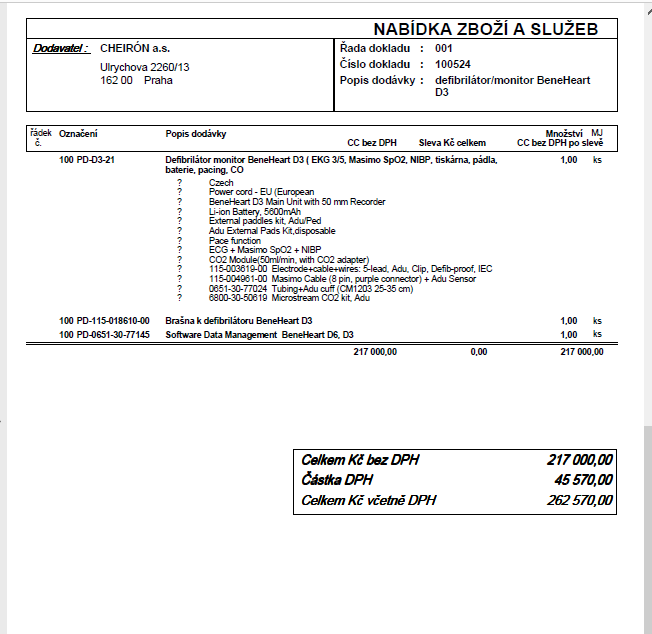 NABÍDKA ZBOŽÍ A SLUŽEB
Dodavatel : CHEIRÓN a.s.
Ulrychova 2260/13
162 00 Praha
Řada dokladu : 001
Číslo dokladu : 100524
Popis dodávky : defibrilátor/monitor BeneHeart
D3
řádek Označení Popis dodávky Množství MJ
č. CC bez DPH Sleva Kč celkem CC bez DPH po slevě
100 PD-D3-21 Defibrilátor monitor BeneHeart D3 ( EKG 3/5, Masimo SpO2, NIBP, tiskárna, pádla, 1,00 ks
baterie, pacing, CO
? Czech
? Power cord - EU (European
? BeneHeart D3 Main Unit with 50 mm Recorder
? Li-ion Battery, 5600mAh
? External paddles kit, Adu/Ped
? Adu External Pads Kit,disposable
? Pace function
? ECG + Masimo SpO2 + NIBP
? CO2 Module(50ml/min, with CO2 adapter)
? 115-003619-00 Electrode+cable+wires: 5-lead, Adu, Clip, Defib-proof, IEC
? 115-004961-00 Masimo Cable (8 pin, purple connector) + Adu Sensor
? 0651-30-77024 Tubing+Adu cuff (CM1203 25-35 cm)
? 6800-30-50619 Microstream CO2 kit, Adu
100 PD-115-018610-00 Brašna k defibrilátoru BeneHeart D3 1,00 ks
100 PD-0651-30-77145 Software Data Management BeneHeart D6, D3 1,00 ks
217 000,00 0,00 217 000,00
Celkem Kč bez DPH 217 000,00
Částka DPH 45 570,00
Celkem Kč včetně DPH 262 570,00